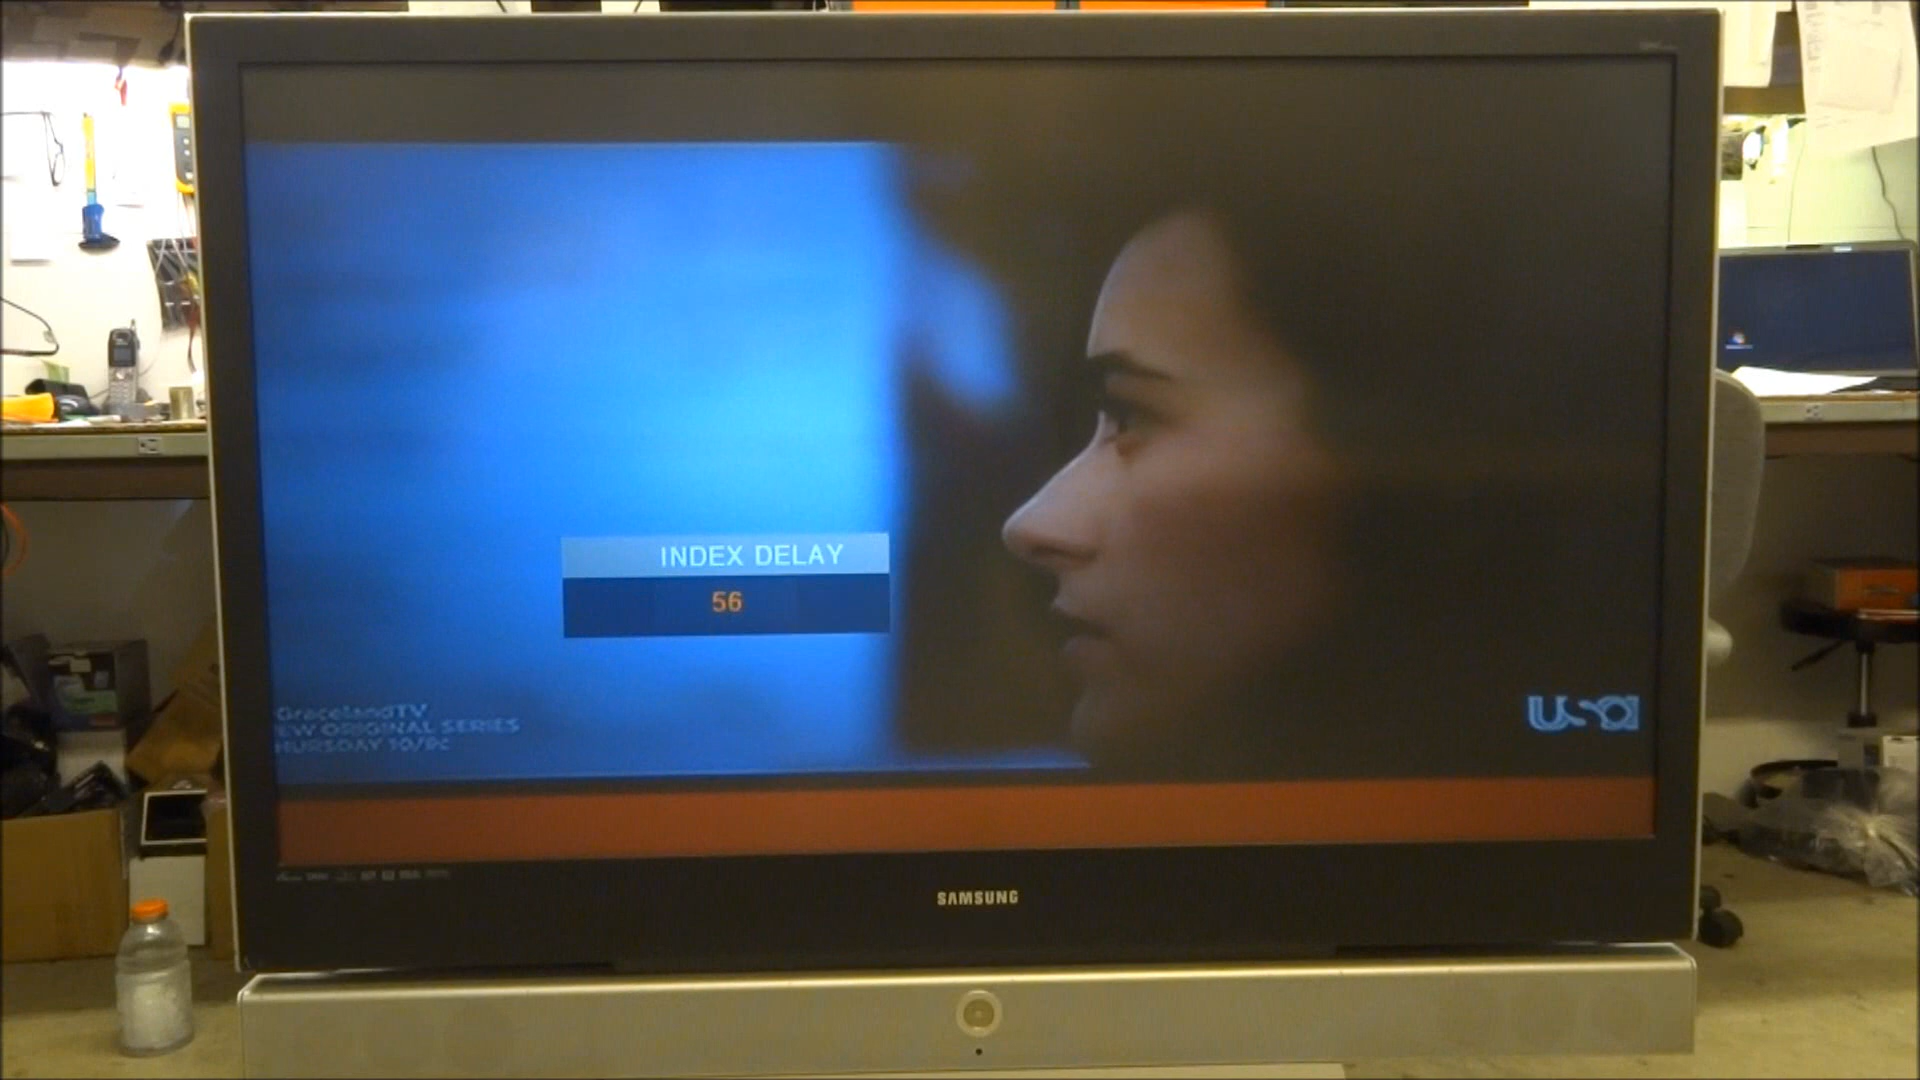 INDEX DELAY
56
GracelandTV
EW ORIGINAL SERIES
HURSDAY 10/9c
USA
SAMSUNG